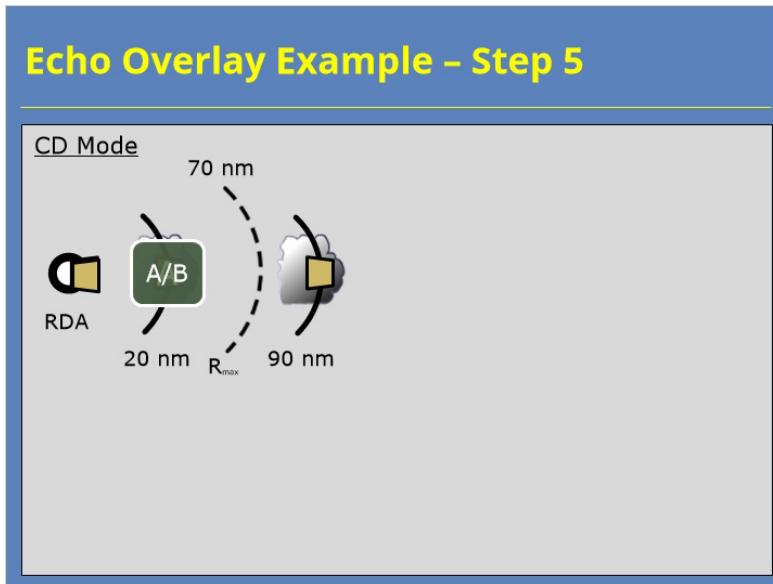 Echo Overlay Example – Step 5
CD Mode
70 nm
A/B
RDA
20 nm
Rmax
90 nm